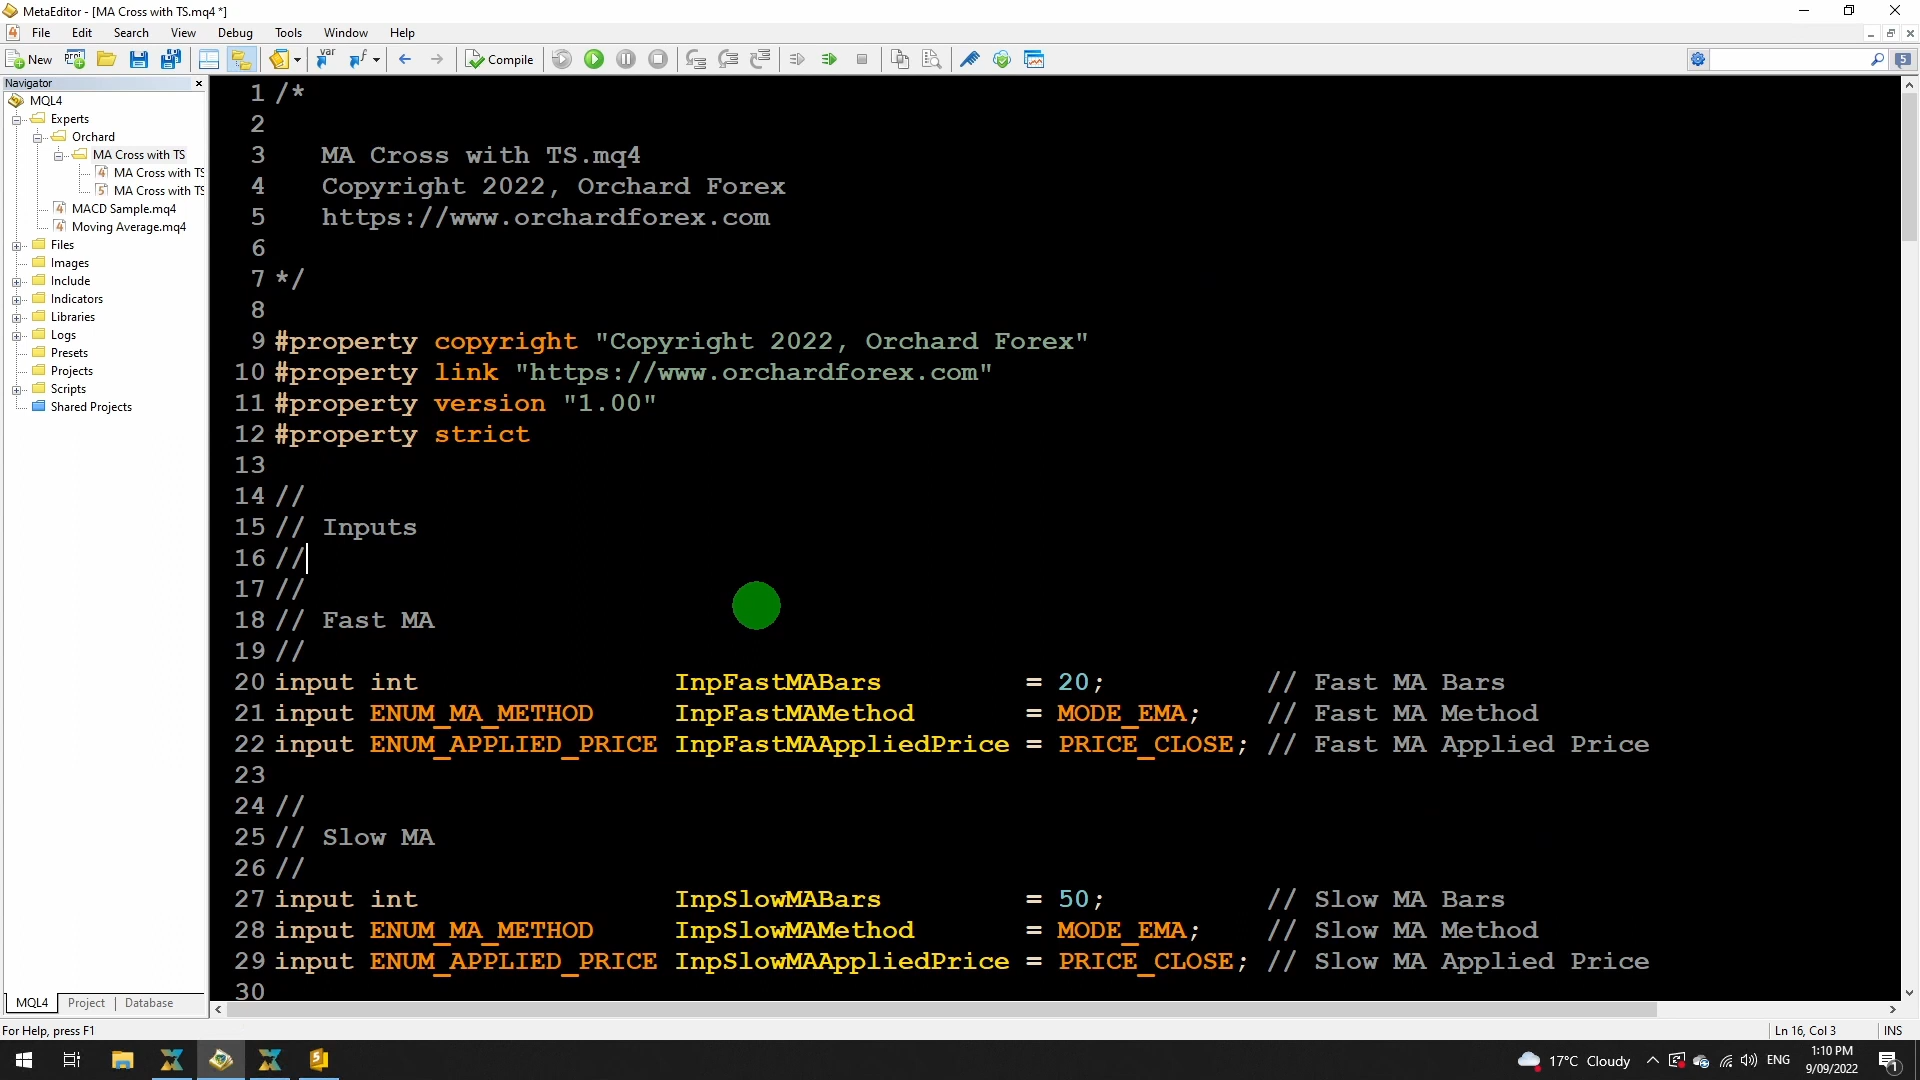 MetaEditor - [MA Cross with TS.mq4 *]
File Edit Search View Debug Tools Window Help
New Compile
Navigator
MQL4
Experts
Orchard
MA Cross with TS
MA Cross with TS
MA Cross with TS
MACD Sample.mq4
Moving Average.mq4
Files
Images
Include
Indicators
Libraries
Logs
Presets
Projects
Scripts
Shared Projects
MQL4 Project Database
1 /*
2
3 MA Cross with TS.mq4
4 Copyright 2022, Orchard Forex
5 https://www.orchardforex.com
6
7 */
8
9 #property copyright "Copyright 2022, Orchard Forex"
10 #property link "https://www.orchardforex.com"
11 #property version "1.00"
12 #property strict
13
14 //
15 // Inputs
16 //
17 //
18 // Fast MA
19 //
20 input int InpFastMABars = 20; // Fast MA Bars
21 input ENUM_MA_METHOD InpFastMAMethod = MODE_EMA; // Fast MA Method
22 input ENUM_APPLIED_PRICE InpFastMAAppliedPrice = PRICE_CLOSE; // Fast MA Applied Price
23
24 //
25 // Slow MA
26 //
27 input int InpSlowMABars = 50; // Slow MA Bars
28 input ENUM_MA_METHOD InpSlowMAMethod = MODE_EMA; // Slow MA Method
29 input ENUM_APPLIED_PRICE InpSlowMAAppliedPrice = PRICE_CLOSE; // Slow MA Applied Price
30
For Help, press F1
Ln 16, Col 3 INS
17°C Cloudy ENG
1:10 PM
9/09/2022